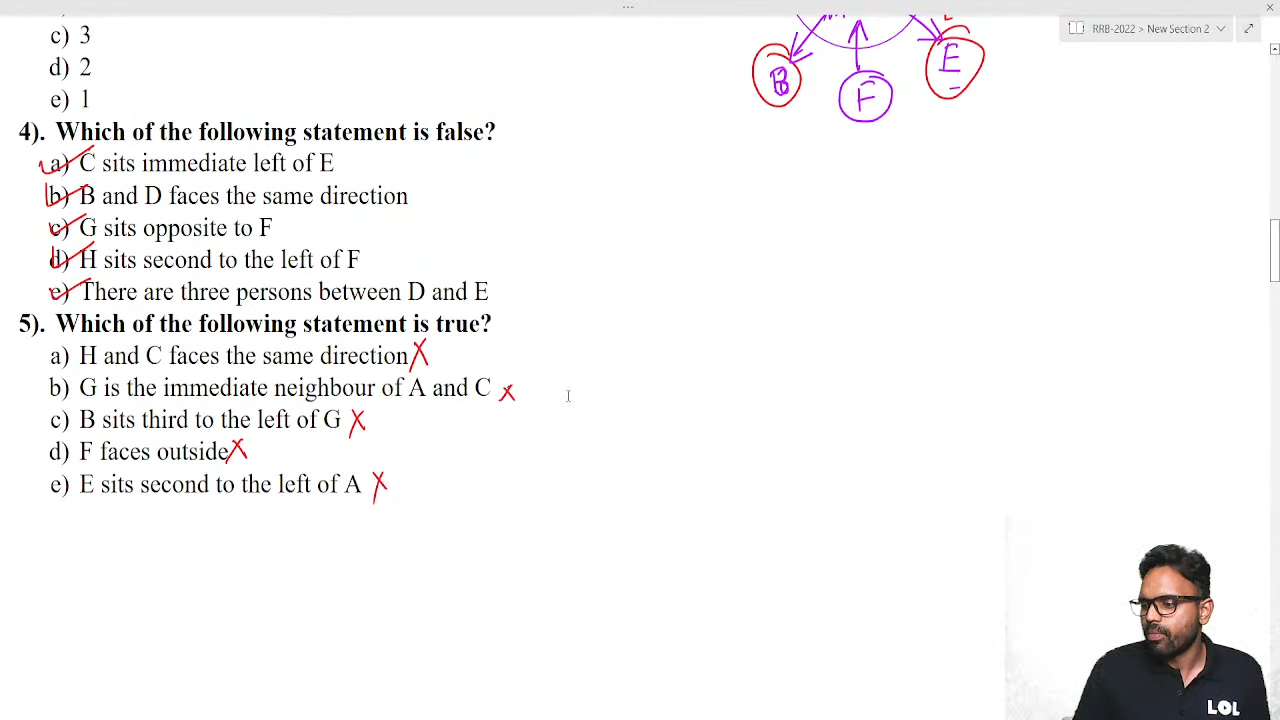 RRB-2022 > New Section 2
c) 3
d) 2
e) 1
B
F
E
4). Which of the following statement is false?
a) C sits immediate left of E
b) B and D faces the same direction
c) G sits opposite to F
d) H sits second to the left of F
e) There are three persons between D and E
5). Which of the following statement is true?
a) H and C faces the same direction
b) G is the immediate neighbour of A and C
c) B sits third to the left of G
d) F faces outside
e) E sits second to the left of A
LOL